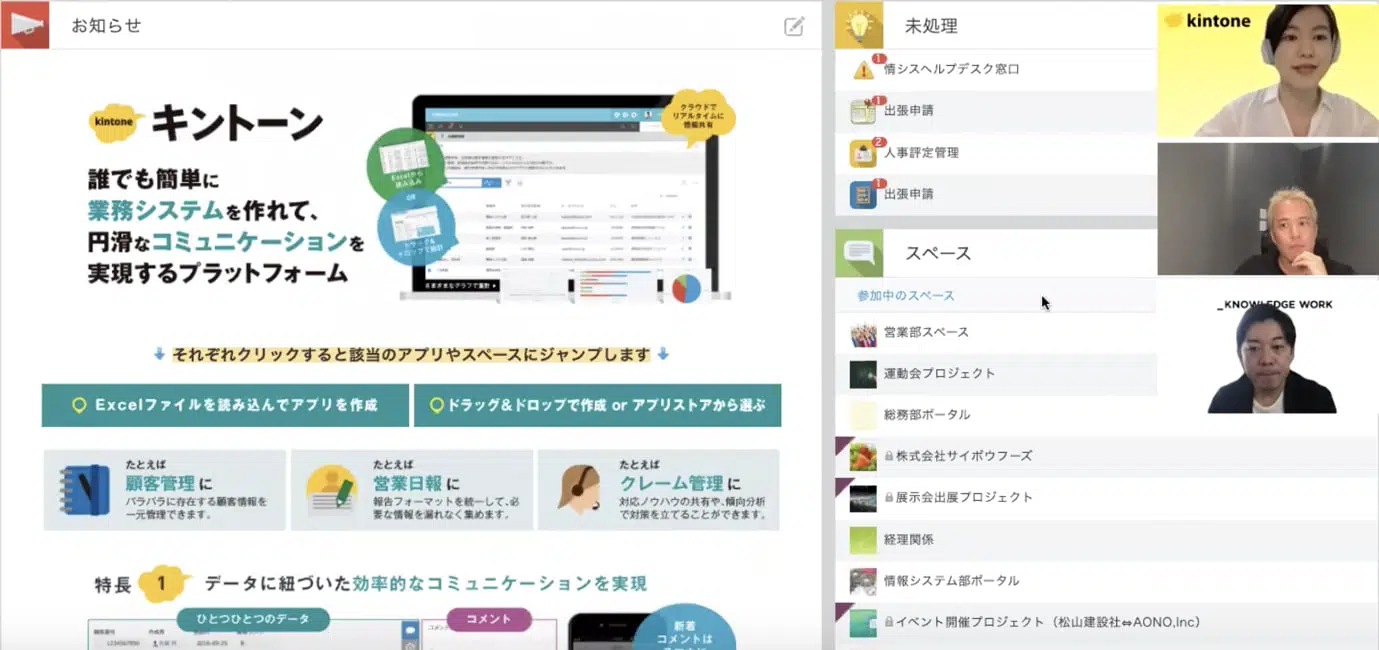 お知らせ
kintone
キントーン
誰でも簡単に
業務システムを作れて、
円滑なコミュニケーションを
実現するプラットフォーム
Excelから
読み込み
OR
クラウドで
リアルタイムに
情報共有
さまざまなグラフで集計
それぞれクリックすると該当のアプリやスペースにジャンプします
Excelファイルを読み込んでアプリを作成
ドラッグ&ドロップで作成 or アプリストアから選ぶ
たとえば
顧客管理 に
バラバラに存在する顧客情報を
一元管理できます。
たとえば
営業日報 に
報告フォーマットを統一して、必
要な情報を漏れなく集めます。
たとえば
クレーム管理 に
対応ノウハウの共有や、傾向分析
で対策を立てることができます。
特長 1 データに紐づいた効率的なコミュニケーションを実現
ひとつひとつのデータ
コメント
新着
コメントは
未処理
1
情シスヘルプデスク窓口
1
出張申請
2
人事評定管理
1
出張申請
スペース
参加中のスペース
営業部スペース
運動会プロジェクト
総務部ポータル
株式会社サイボウフーズ
展示会出展プロジェクト
経理関係
情報システム部ポータル
イベント開催プロジェクト（松山建設社⇔AONO,Inc）
kintone
_KNOWLEDGE WORK